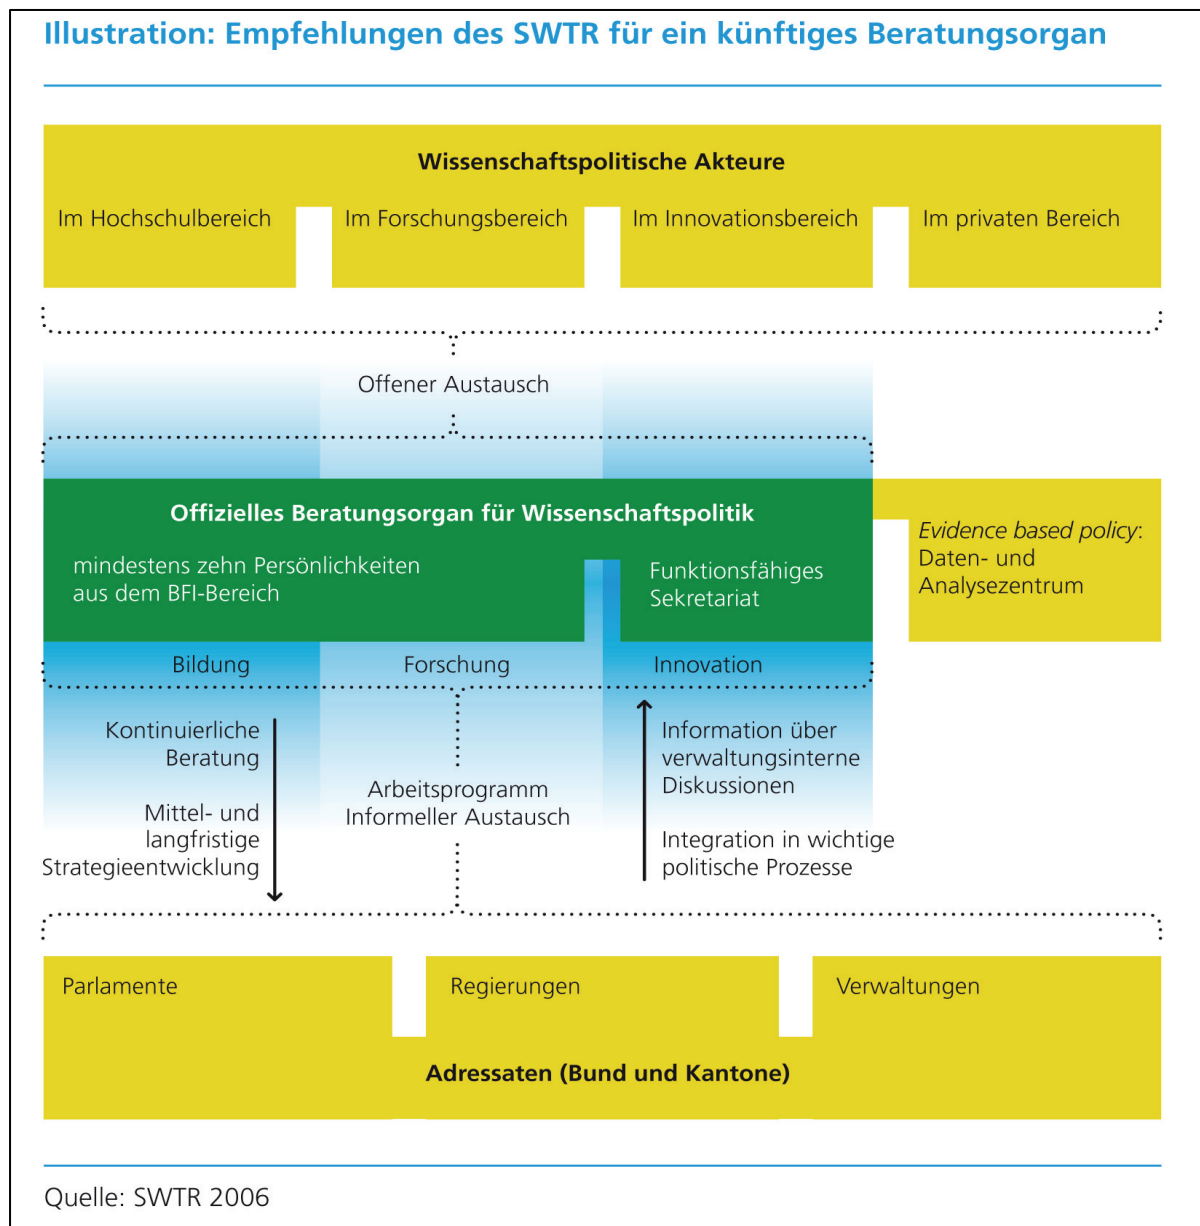 Illustration: Empfehlungen des SWTR für ein künftiges Beratungsorgan
Wissenschaftspolitische Akteure
Im Hochschulbereich
Im Forschungsbereich
Im Innovationsbereich
Im privaten Bereich
Offener Austausch
Offizielles Beratungsorgan für Wissenschaftspolitik
mindestens zehn Persönlichkeiten
aus dem BFI-Bereich
Funktionsfähiges
Sekretariat
Evidence based policy:
Daten- und
Analysezentrum
Bildung
Forschung
Innovation
Kontinuierliche
Beratung
Mittel- und
langfristige
Strategieentwicklung
Arbeitsprogramm
Informeller Austausch
Information über
verwaltungsinterne
Diskussionen
Integration in wichtige
politische Prozesse
Parlamente
Regierungen
Verwaltungen
Adressaten (Bund und Kantone)
Quelle: SWTR 2006